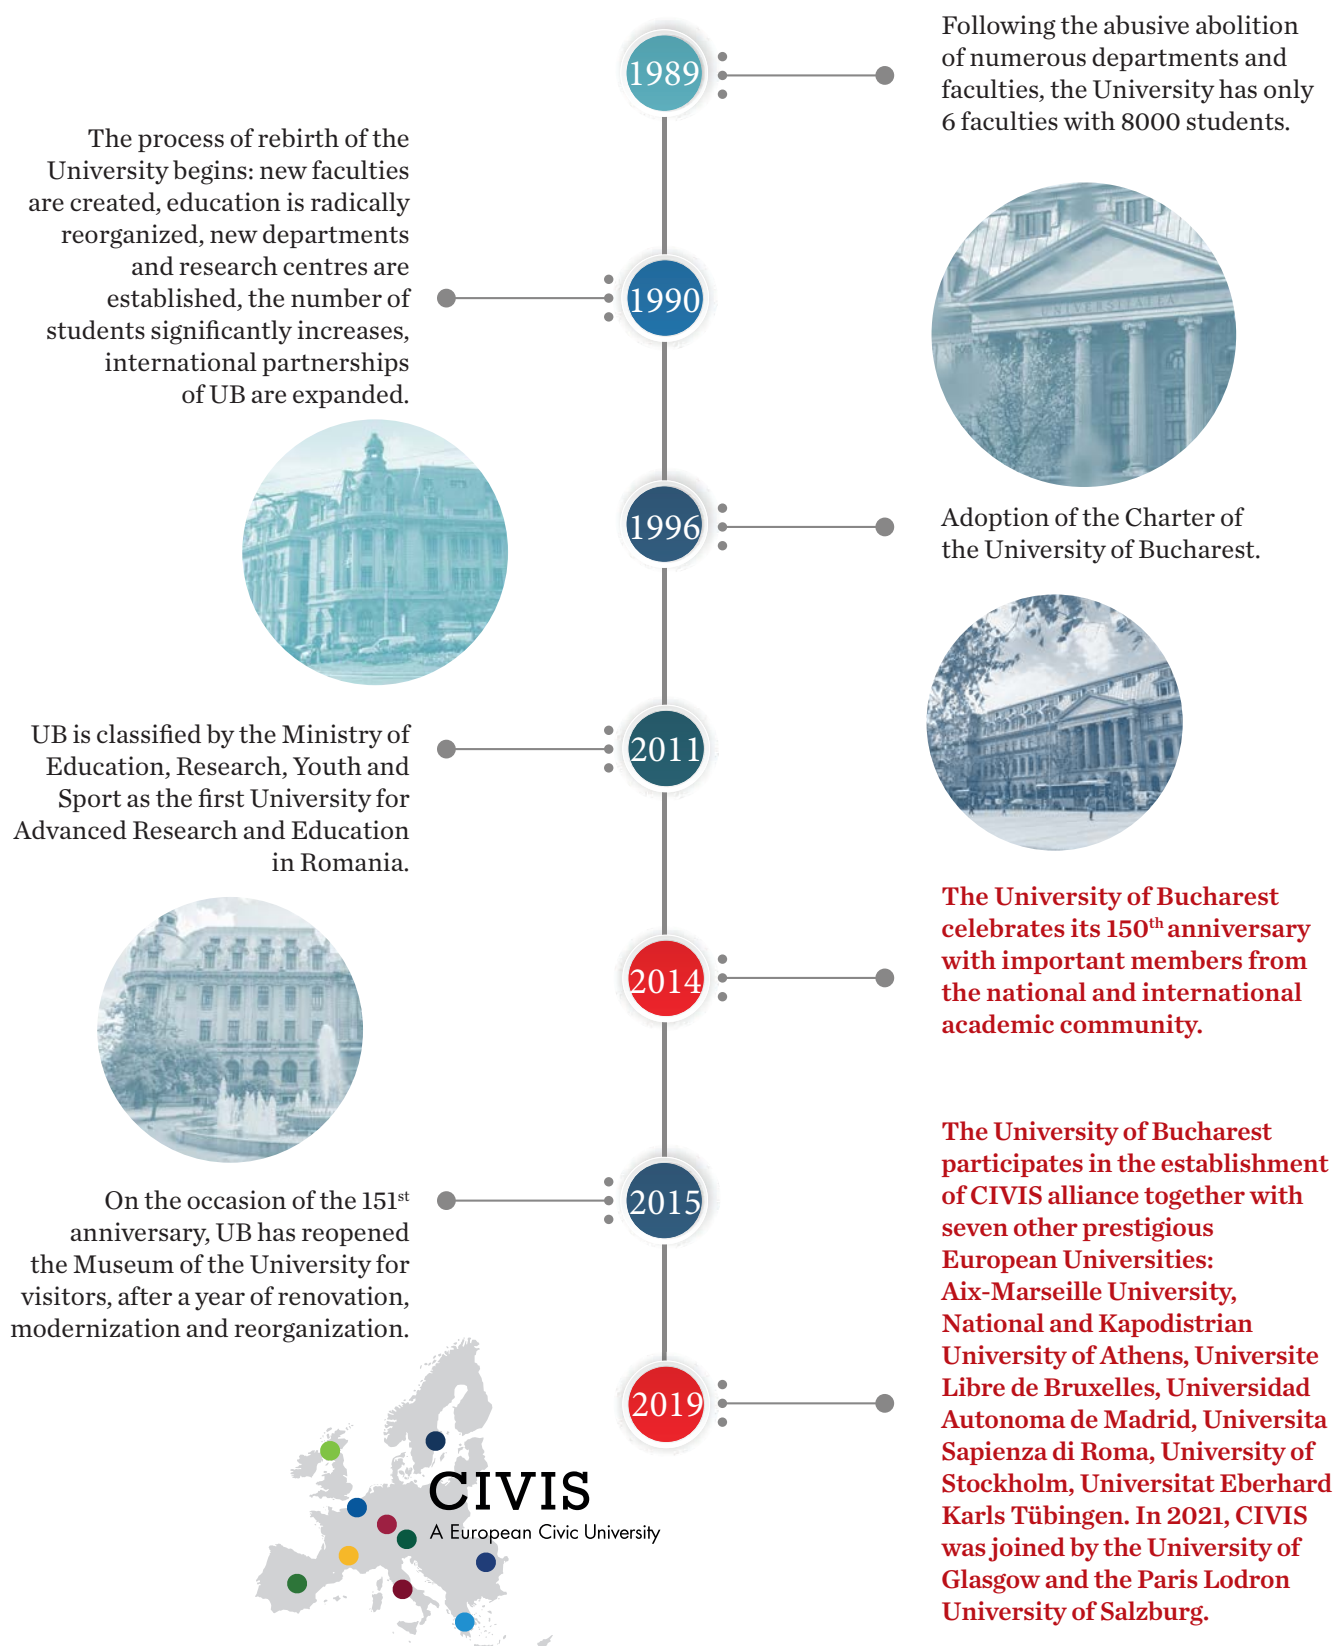 1989
Following the abusive abolition
of numerous departments and
faculties, the University has only
6 faculties with 8000 students.
The process of rebirth of the
University begins: new faculties
are created, education is radically
reorganized, new departments
and research centres are
established, the number of
students significantly increases,
international partnerships
of UB are expanded.
1990
UNIVERSITATEA
1996
Adoption of the Charter of
the University of Bucharest.
UB is classified by the Ministry of
Education, Research, Youth and
Sport as the first University for
Advanced Research and Education
in Romania.
2011
2014
The University of Bucharest
celebrates its 150th anniversary
with important members from
the national and international
academic community.
On the occasion of the 151st
anniversary, UB has reopened
the Museum of the University for
visitors, after a year of renovation,
modernization and reorganization.
2015
2019
The University of Bucharest
participates in the establishment
of CIVIS alliance together with
seven other prestigious
European Universities:
Aix-Marseille University,
National and Kapodistrian
University of Athens, Universite
Libre de Bruxelles, Universidad
Autonoma de Madrid, Universita
Sapienza di Roma, University of
Stockholm, Universitat Eberhard
Karls Tübingen. In 2021, CIVIS
was joined by the University of
Glasgow and the Paris Lodron
University of Salzburg.
CIVIS
A European Civic University